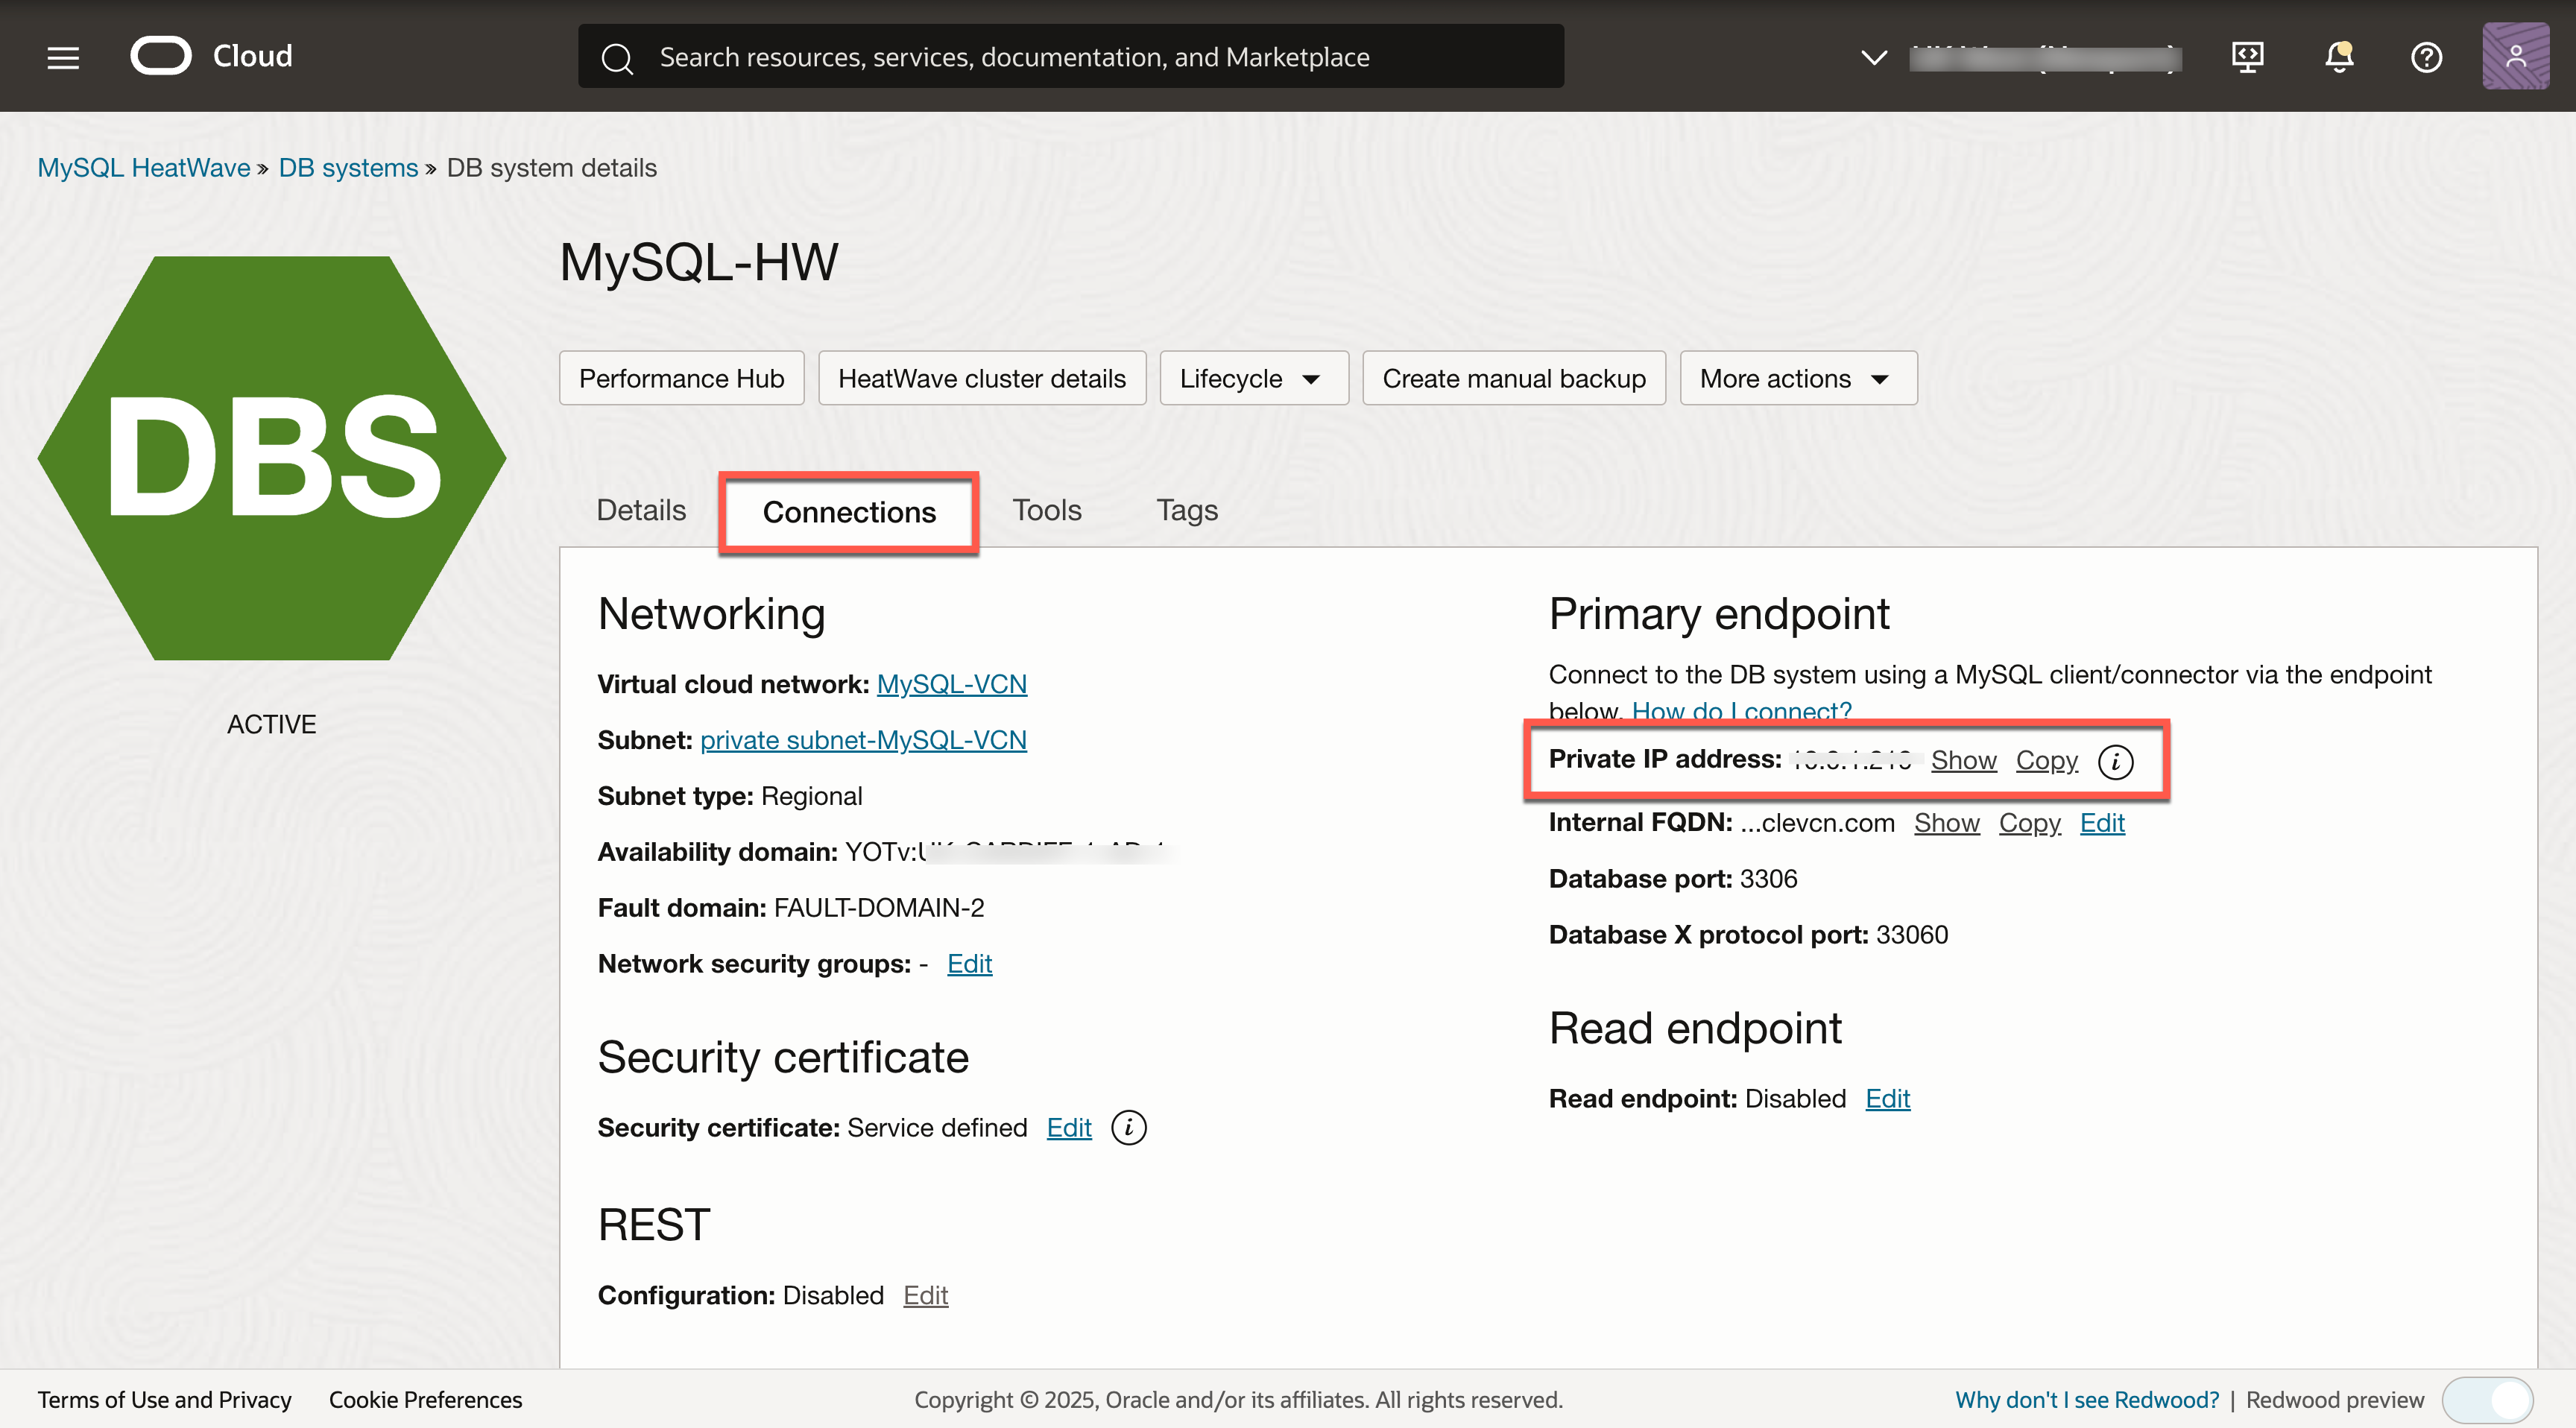 Cloud
Search resources, services, documentation, and Marketplace
MySQL HeatWave » DB systems » DB system details
DBS
ACTIVE
MySQL-HW
Performance Hub
HeatWave cluster details
Lifecycle
Create manual backup
More actions
Details
Connections
Tools
Tags
Networking
Virtual cloud network: MySQL-VCN
Subnet: private subnet-MySQL-VCN
Subnet type: Regional
Availability domain:
Fault domain: FAULT-DOMAIN-2
Network security groups: - Edit
Security certificate
Security certificate: Service defined Edit i
REST
Configuration: Disabled Edit
Primary endpoint
Connect to the DB system using a MySQL client/connector via the endpoint
below. How do I connect?
Private IP address: Show Copy i
Internal FQDN: ...clevcn.com Show Copy Edit
Database port: 3306
Database X protocol port: 33060
Read endpoint
Read endpoint: Disabled Edit
Terms of Use and Privacy
Cookie Preferences
Copyright © 2025, Oracle and/or its affiliates. All rights reserved.
Why don't I see Redwood? | Redwood preview